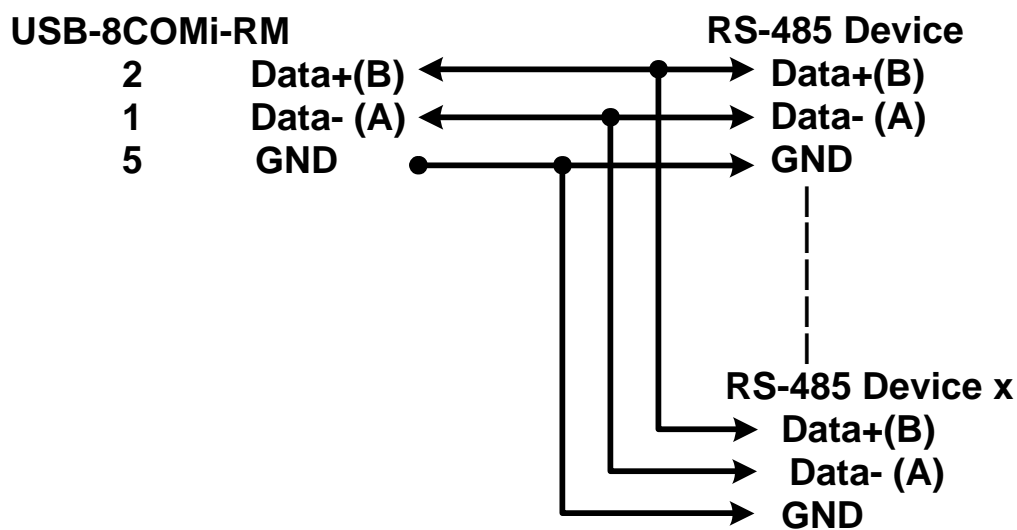 USB-8COMi-RM RS-485 Device
2 Data+(B) Data+(B)
1 Data- (A) Data- (A)
5 GND GND
RS-485 Device x
Data+(B)
Data- (A)
GND